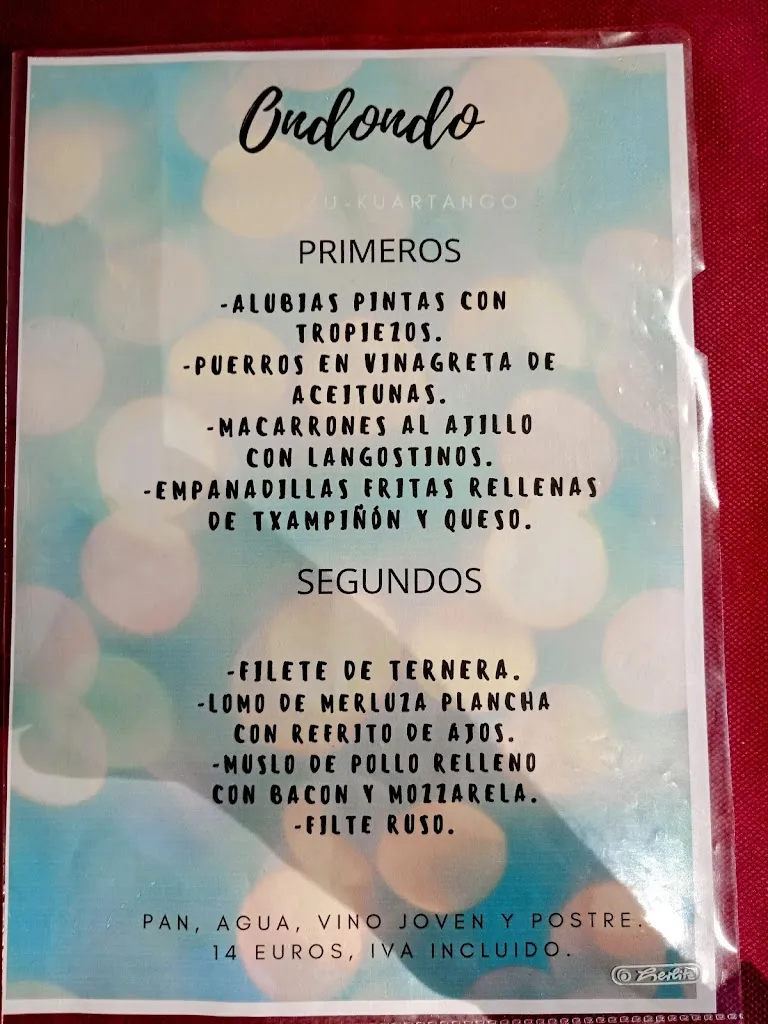 Ondondo
KUARTANGO
PRIMEROS
-ALUBIAS PINTAS CON
TROPIEZOS.
-PUERROS EN VINAGRETA DE
ACEITUNAS.
-MACARRONES AL AJILLO
CON LANGOSTINOS.
-EMPANADILLAS FRITAS RELLENAS
DE TXAMPIÑÓN Y QUESO.
SEGUNDOS
-FILETE DE TERNERA.
-LOMO DE MERLUZA PLANCHA
CON REFRITO DE AJOS.
-MUSLO DE POLLO RELLENO
CON BACON Y MOZZARELA.
-FILTE RUSO.
PAN, AGUA, VINO JOVEN Y POSTRE.
14 EUROS, IVA INCLUIDO.
Herlitz